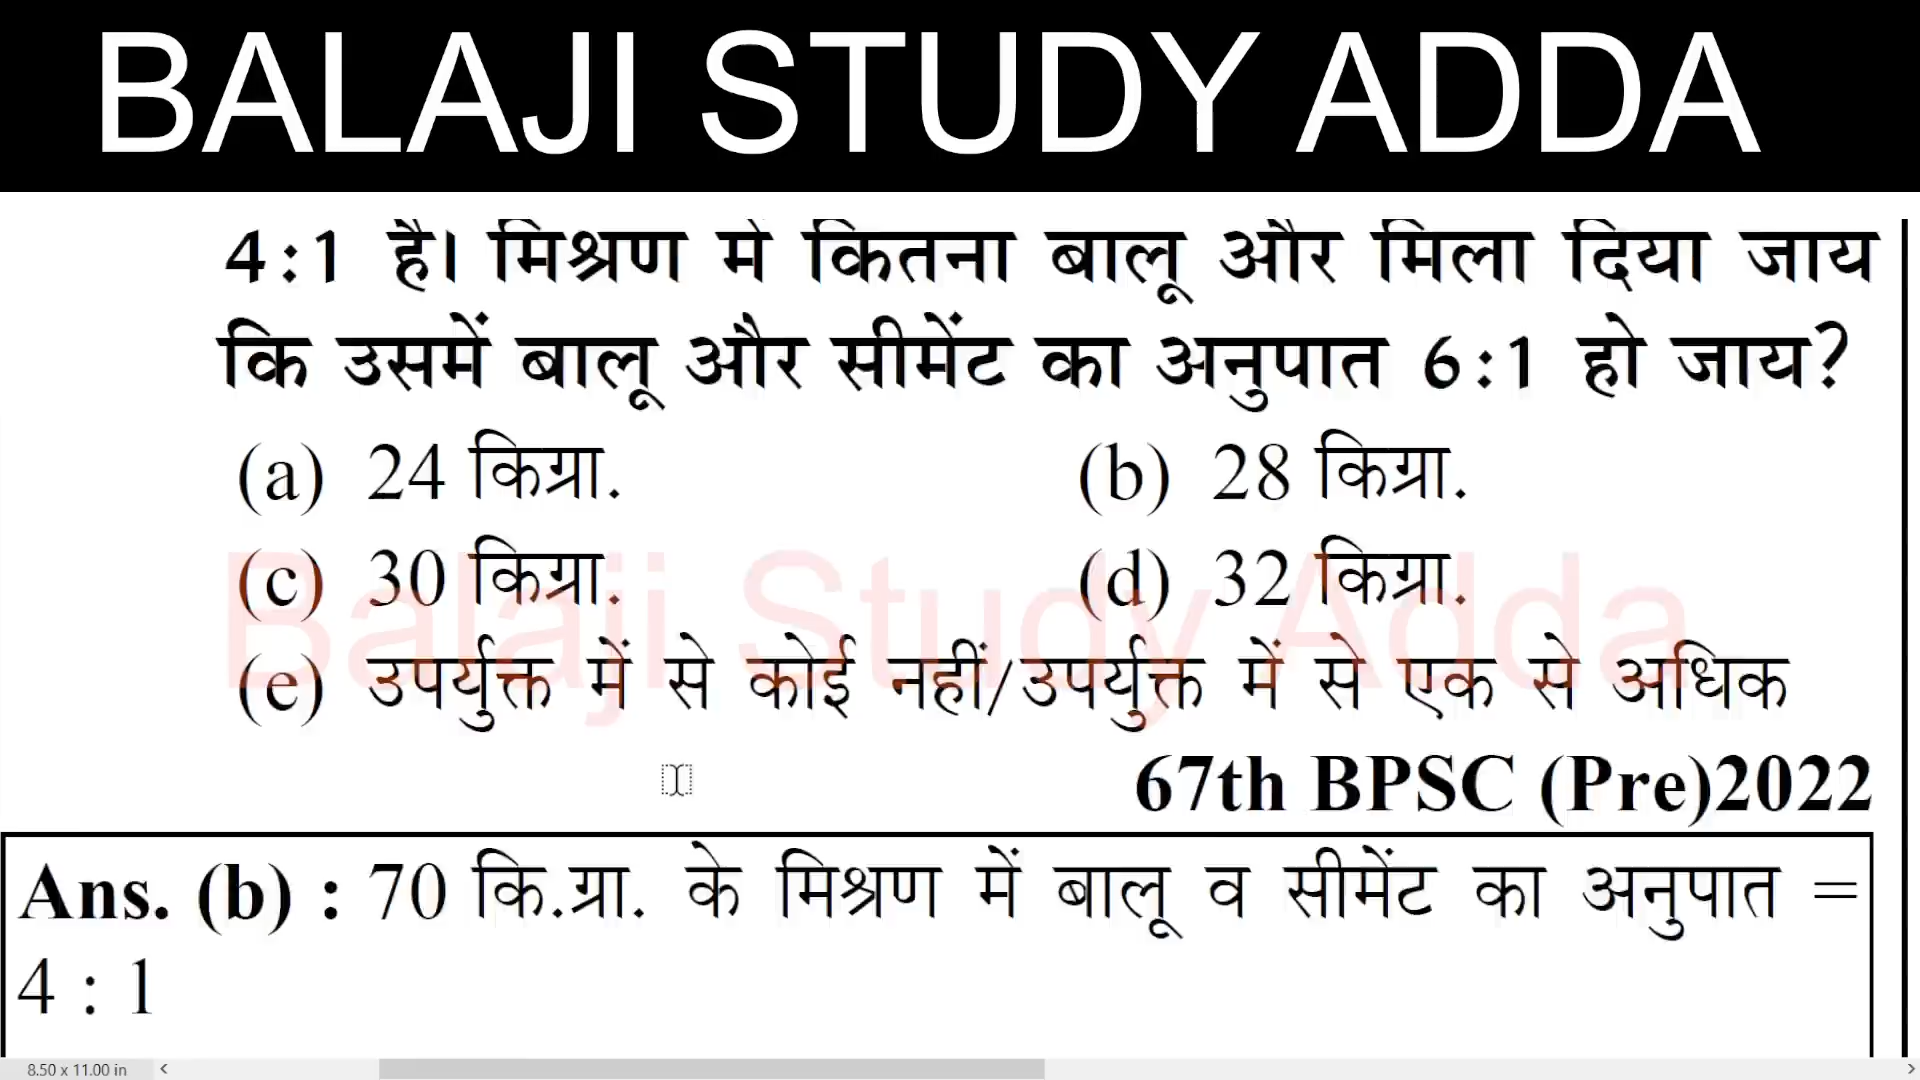 BALAJI STUDY ADDA
4:1 है। मिश्रण में कितना बालू और मिला दिया जाय
कि उसमें बालू और सीमेंट का अनुपात 6:1 हो जाय?
(a) 24 किग्रा. (b) 28 किग्रा.
(c) 30 किग्रा. (d) 32 किग्रा.
Balaji Study Adda
(e) उपर्युक्त में से कोई नहीं/उपर्युक्त में से एक से अधिक
67th BPSC (Pre)2022
Ans. (b) : 70 कि.ग्रा. के मिश्रण में बालू व सीमेंट का अनुपात =
4 : 1
8.50 x 11.00 in